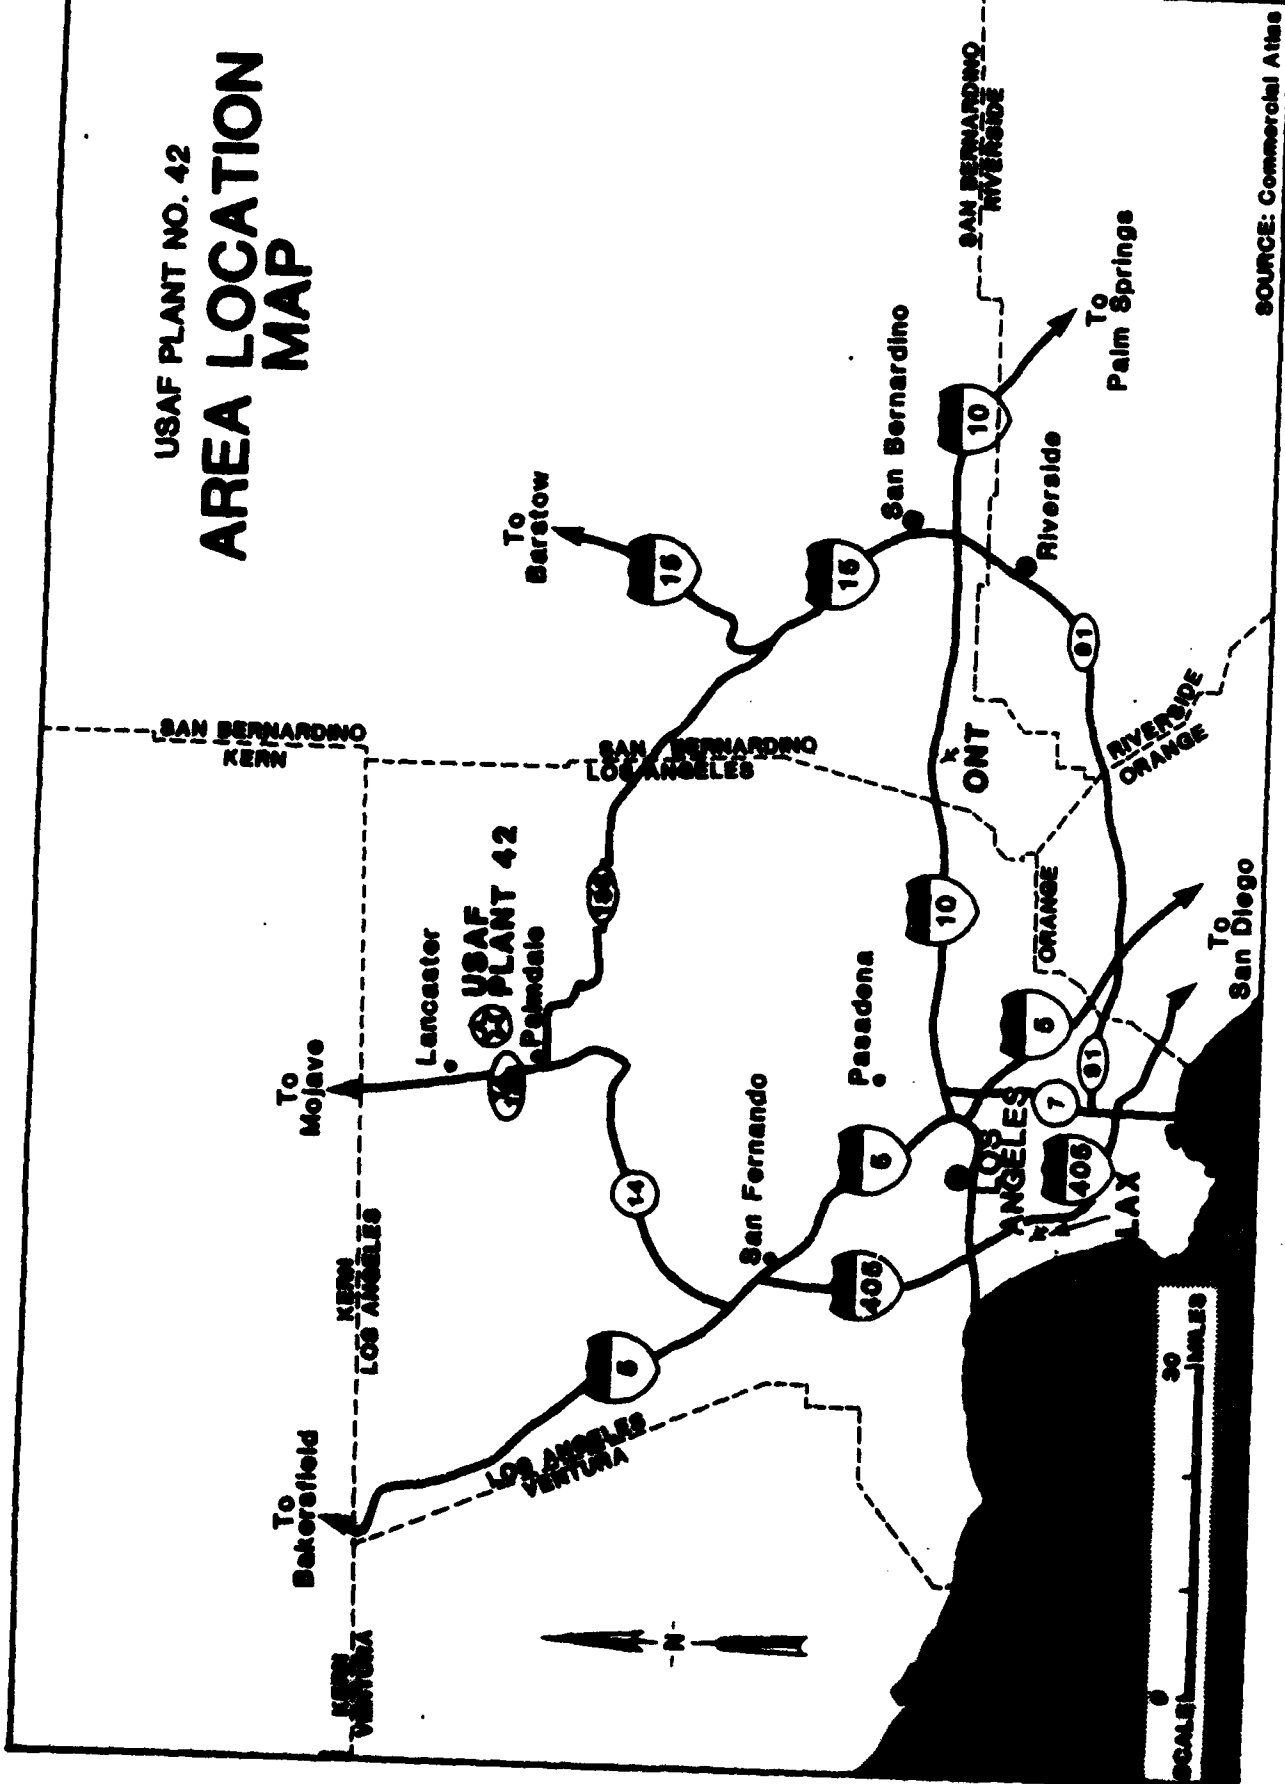 USAF PLANT NO. 42
AREA LOCATION
MAP
To
Bakersfield
To
Mojave
To
Barstow
SAN BERNARDINO
KERN
KERN
VENTURA
KERN
LOS ANGELES
Lancaster
USAF
PLANT 42
Palmdale
SAN BERNARDINO
LOS ANGELES
LOS ANGELES
VENTURA
5
14
15
15
San Fernando
5
405
Pasadena
San Bernardino
10
10
ONT
SAN BERNARDINO
RIVERSIDE
LOS
ANGELES
5
ORANGE
Riverside
91
91
7
405
LAX
To
Palm Springs
RIVERSIDE
ORANGE
To
San Diego
N
0
30
SCALE
MILES
SOURCE: Commercial Atlas